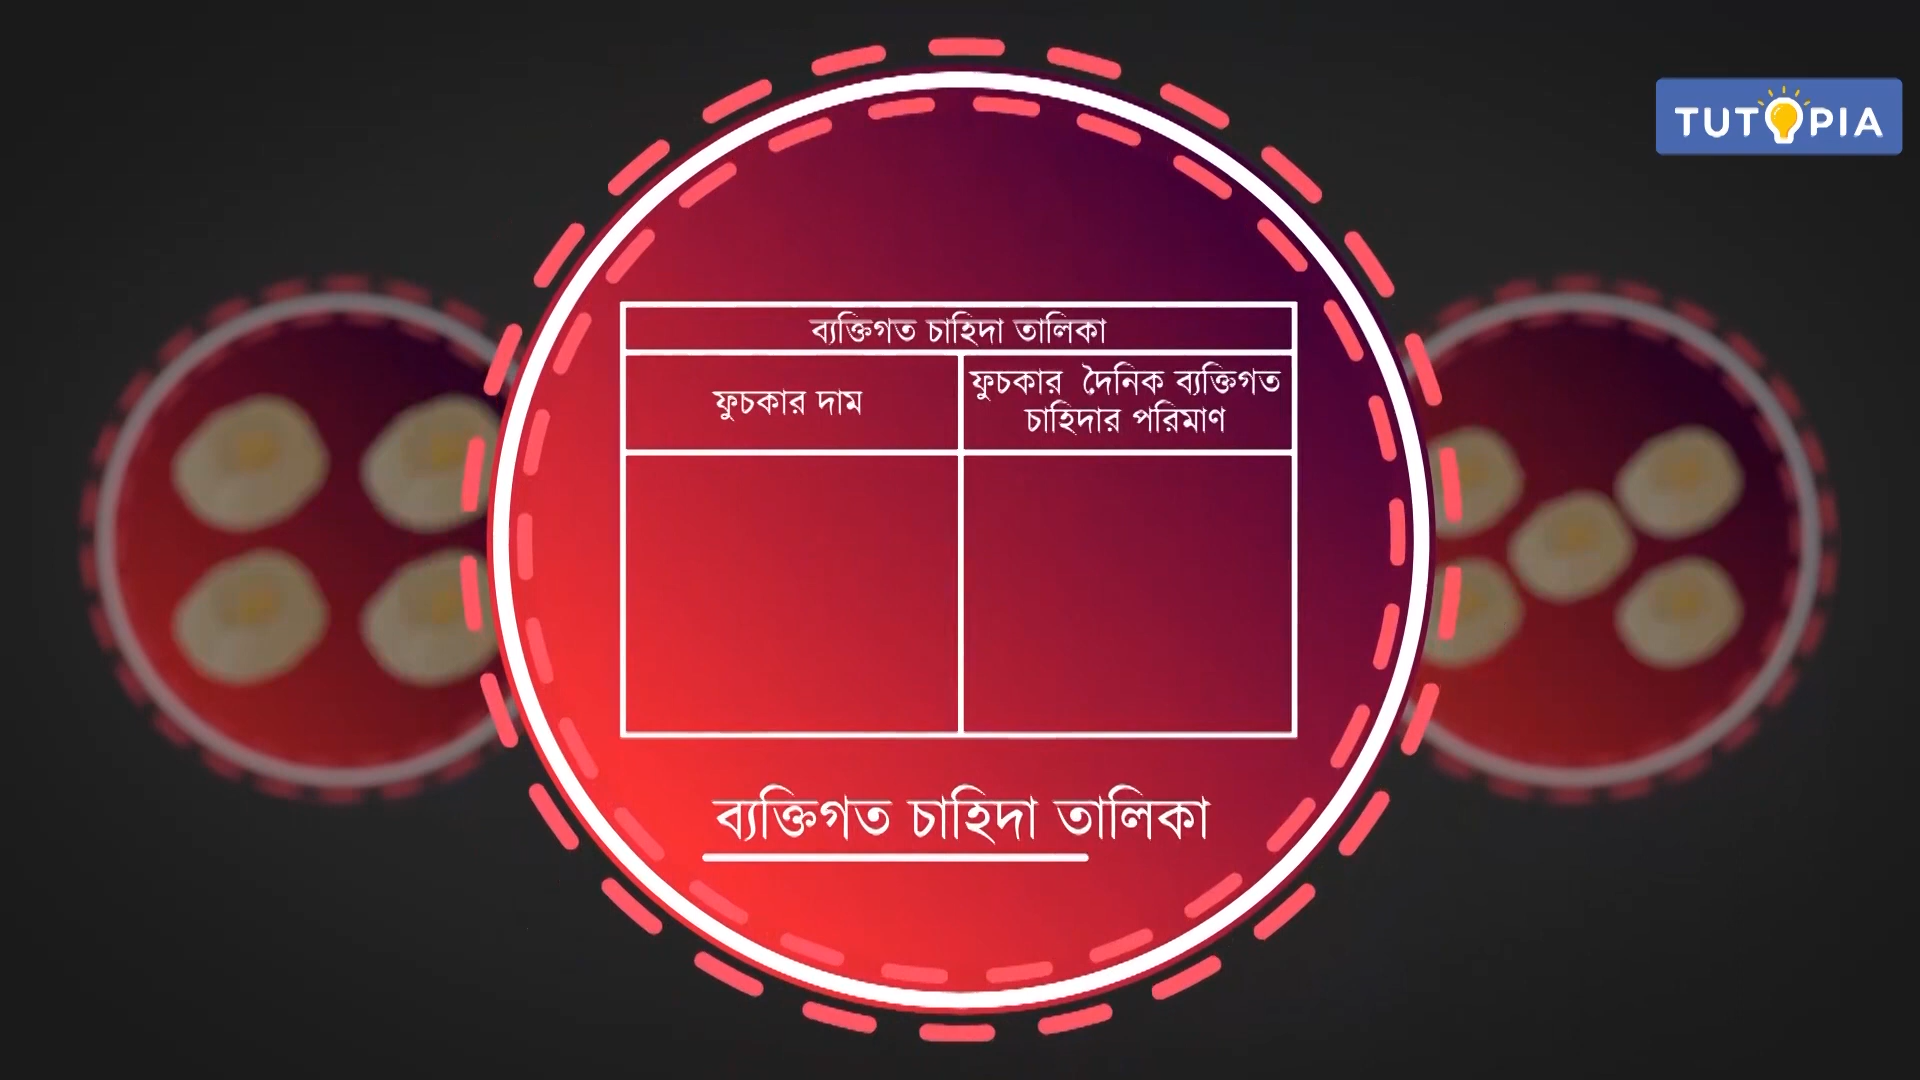 TUTOPIA
ব্যক্তিগত চাহিদা তালিকা
ফুচকার দাম
ফুচকার দৈনিক ব্যক্তিগত
চাহিদার পরিমাণ
ব্যক্তিগত চাহিদা তালিকা